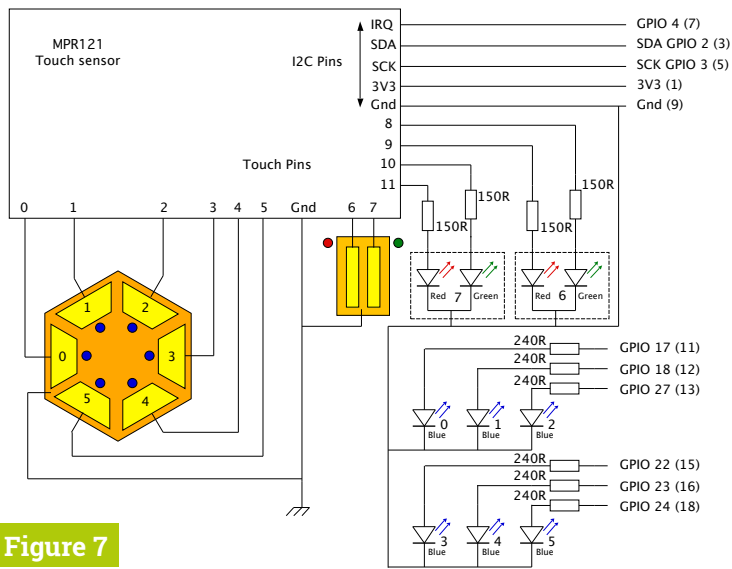 MPR121
Touch sensor
I2C Pins
IRQ
SDA
SCK
3V3
Gnd
GPIO 4 (7)
SDA GPIO 2 (3)
SCK GPIO 3 (5)
3V3 (1)
Gnd (9)
8
9
10
11
Touch Pins
0
1
2
3
4
5
Gnd
6
7
150R
150R
150R
150R
Red
7
Green
Red
6
Green
1
2
0
3
5
4
240R
GPIO 17 (11)
240R
GPIO 18 (12)
240R
GPIO 27 (13)
0
Blue
1
Blue
2
Blue
240R
GPIO 22 (15)
240R
GPIO 23 (16)
240R
GPIO 24 (18)
3
Blue
4
Blue
5
Blue
Figure 7